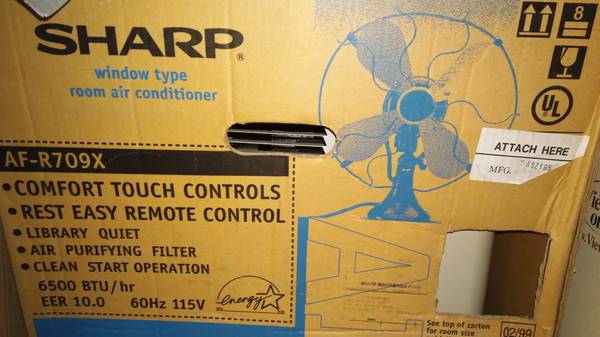 SHARP®
window type
room air conditioner
8
UL
ATTACH HERE
MFG.
AF-R709X
• COMFORT TOUCH CONTROLS
• REST EASY REMOTE CONTROL
• LIBRARY QUIET
• AIR PURIFYING FILTER
• CLEAN START OPERATION
6500 BTU/hr
EER 10.0 60Hz 115V
energy
See top of carton
for room size
02/99